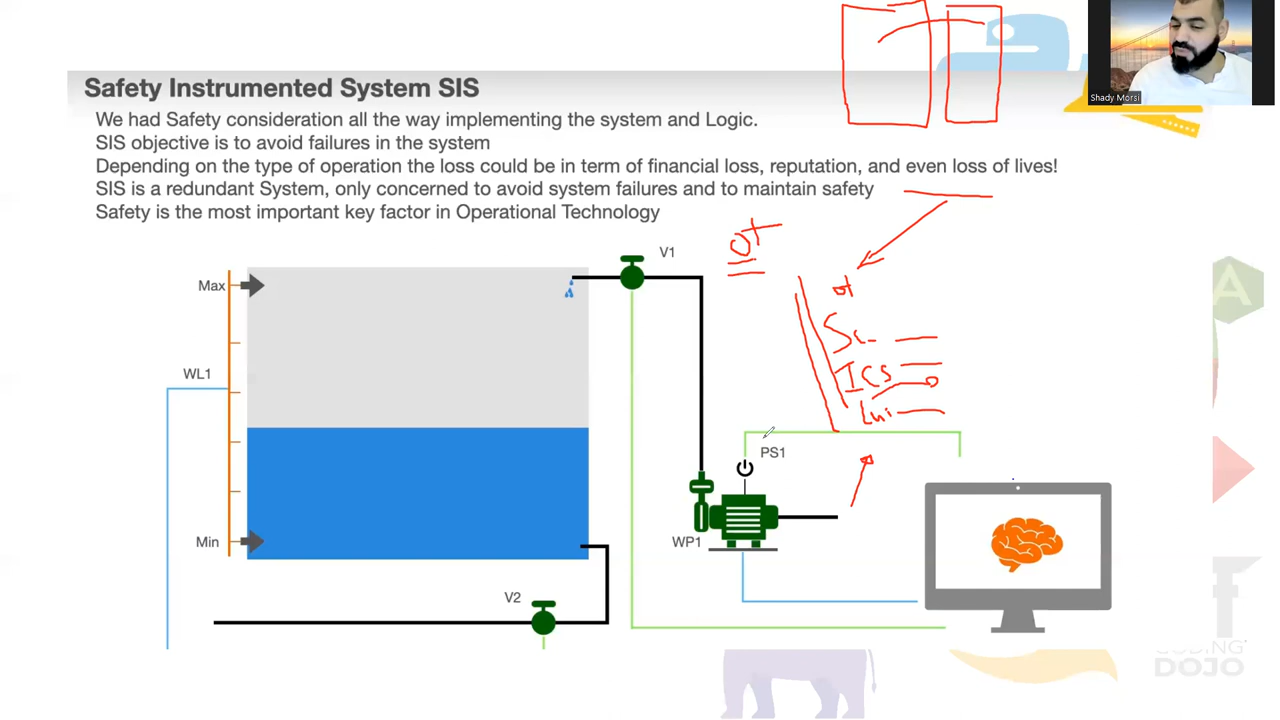 Shady Morsi
Safety Instrumented System SIS
We had Safety consideration all the way implementing the system and Logic.
SIS objective is to avoid failures in the system
Depending on the type of operation the loss could be in term of financial loss, reputation, and even loss of lives!
SIS is a redundant System, only concerned to avoid system failures and to maintain safety
Safety is the most important key factor in Operational Technology
ot
V1
Max
ot
WL1
ICS
PS1
Min
WP1
V2
CODING
DOJO